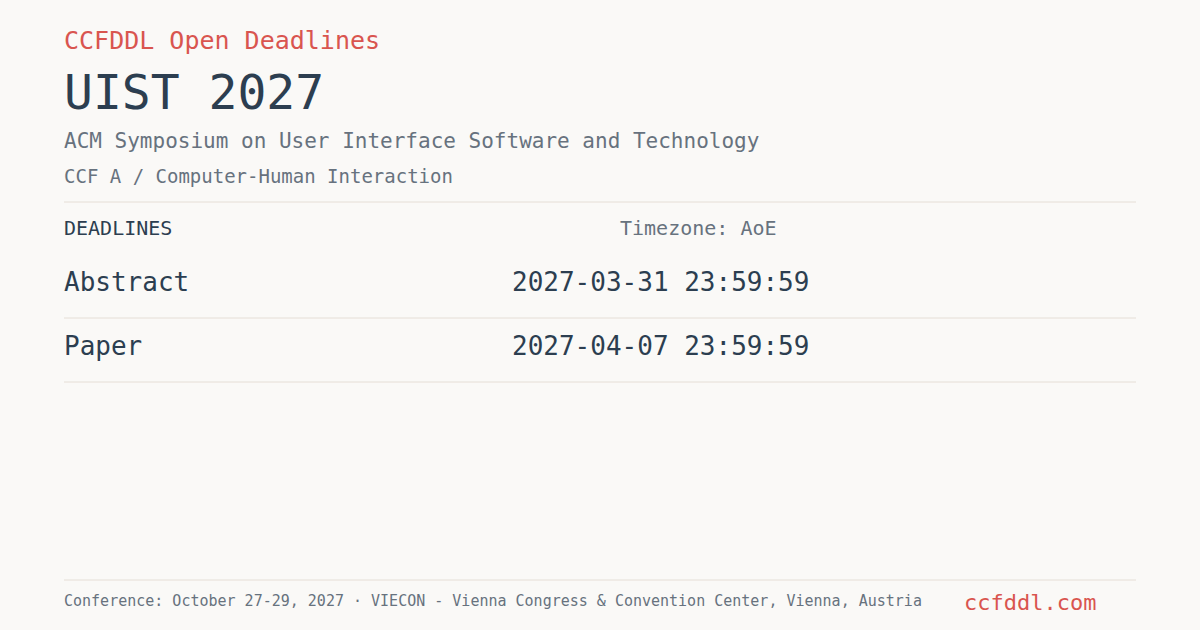 CCFDDL Open Deadlines
UIST 2027
ACM Symposium on User Interface Software and Technology
CCF A / Computer-Human Interaction
DEADLINES Timezone: AoE
Abstract 2027-03-31 23:59:59
Paper 2027-04-07 23:59:59
Conference: October 27-29, 2027 · VIECON - Vienna Congress & Convention Center, Vienna, Austria ccfddl.com